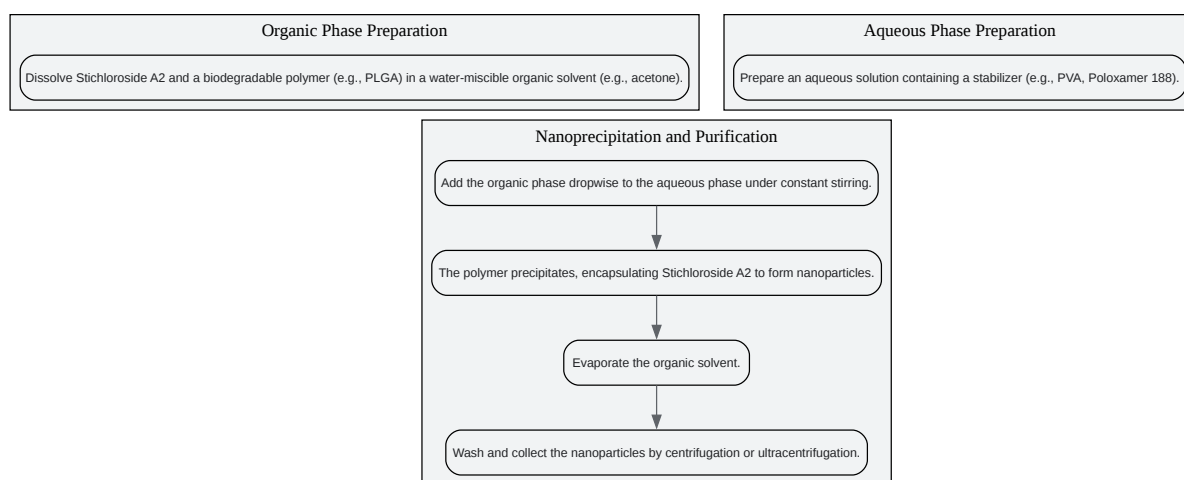 Organic Phase Preparation
Dissolve Stichloroside A2 and a biodegradable polymer (e.g., PLGA) in a water-miscible organic solvent (e.g., acetone).
Aqueous Phase Preparation
Prepare an aqueous solution containing a stabilizer (e.g., PVA, Poloxamer 188).
Nanoprecipitation and Purification
Add the organic phase dropwise to the aqueous phase under constant stirring.
The polymer precipitates, encapsulating Stichloroside A2 to form nanoparticles.
Evaporate the organic solvent.
Wash and collect the nanoparticles by centrifugation or ultracentrifugation.